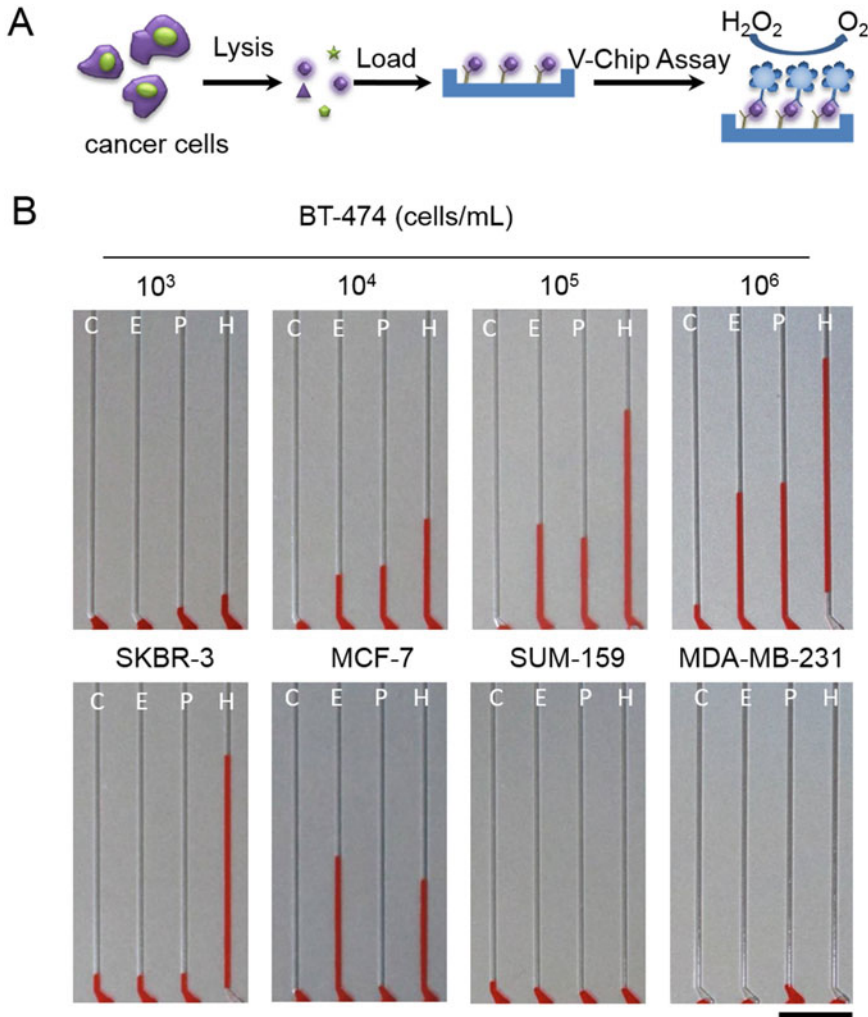 A
Lysis
Load
V-Chip Assay
H₂O₂
O₂
cancer cells
B
BT-474 (cells/mL)
10³ 10⁴ 10⁵ 10⁶
C E P H C E P H C E P H C E P H
SKBR-3 MCF-7 SUM-159 MDA-MB-231
C E P H C E P H C E P H C E P H